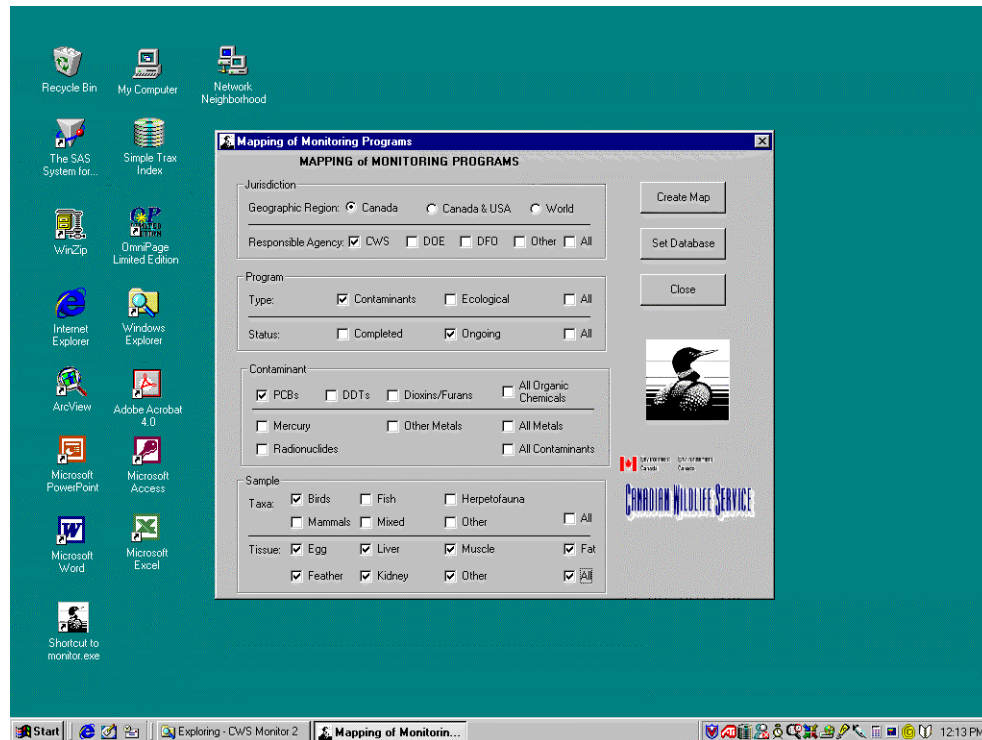 Recycle Bin
My Computer
Network
Neighborhood
The SAS
System for...
Simple Trax
Index
WinZip
OmniPage
Limited Edition
Internet
Explorer
Windows
Explorer
ArcView
Adobe Acrobat
4.0
Microsoft
PowerPoint
Microsoft
Access
Microsoft
Word
Microsoft
Excel
Shortcut to
monitor.exe
Mapping of Monitoring Programs
MAPPING of MONITORING PROGRAMS
Jurisdiction
Geographic Region: Canada Canada & USA World
Responsible Agency: CWS DOE DFO Other All
Program
Type: Contaminants Ecological All
Status: Completed Ongoing All
Contaminant
PCBs DDTs Dioxins/Furans All Organic
Chemicals
Mercury Other Metals All Metals
Radionuclides All Contaminants
Sample
Taxa: Birds Fish Herpetofauna
Mammals Mixed Other All
Tissue: Egg Liver Muscle Fat
Feather Kidney Other All
Create Map
Set Database
Close
Environment Environnement
Canada Canada
CANADIAN WILDLIFE SERVICE
Start Exploring - CWS Monitor 2 Mapping of Monitorin... 12:13 PM